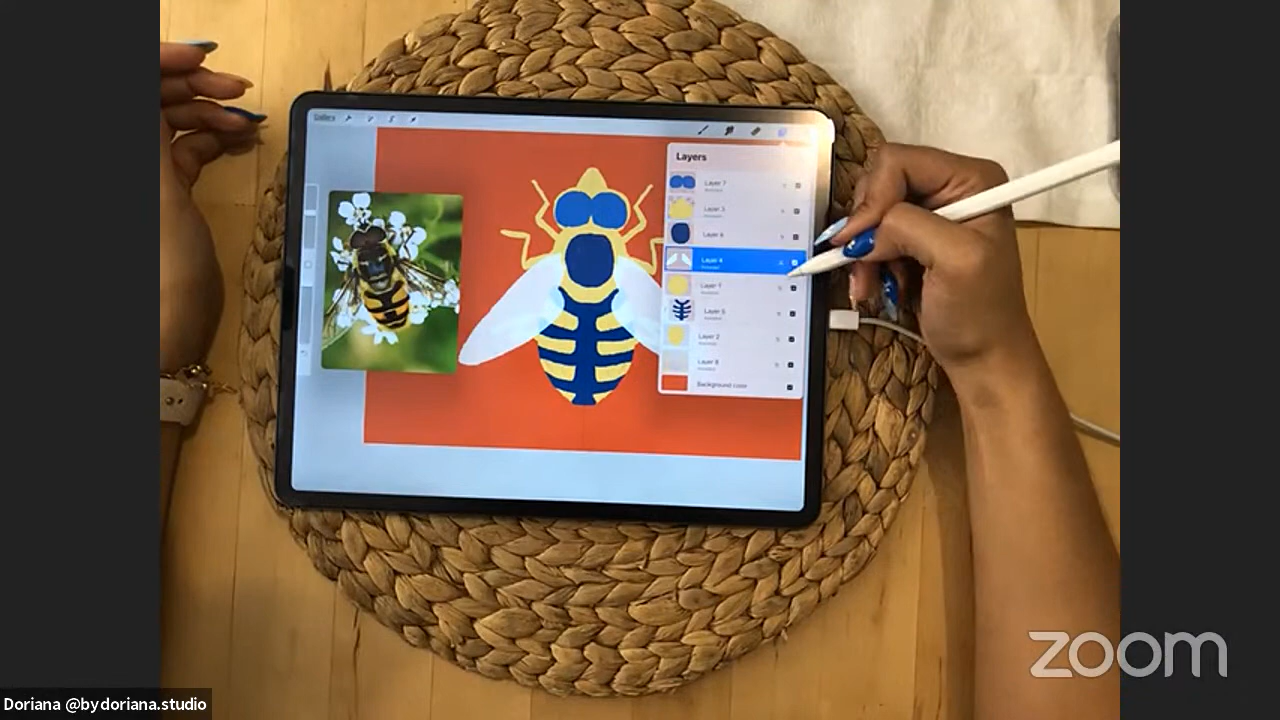 Gallery
Layers
Layer 7
Layer 3
Layer 6
Layer 4
Layer 1
Layer 5
Layer 2
Layer 8
Background color
zoom
Doriana @bydoriana.studio